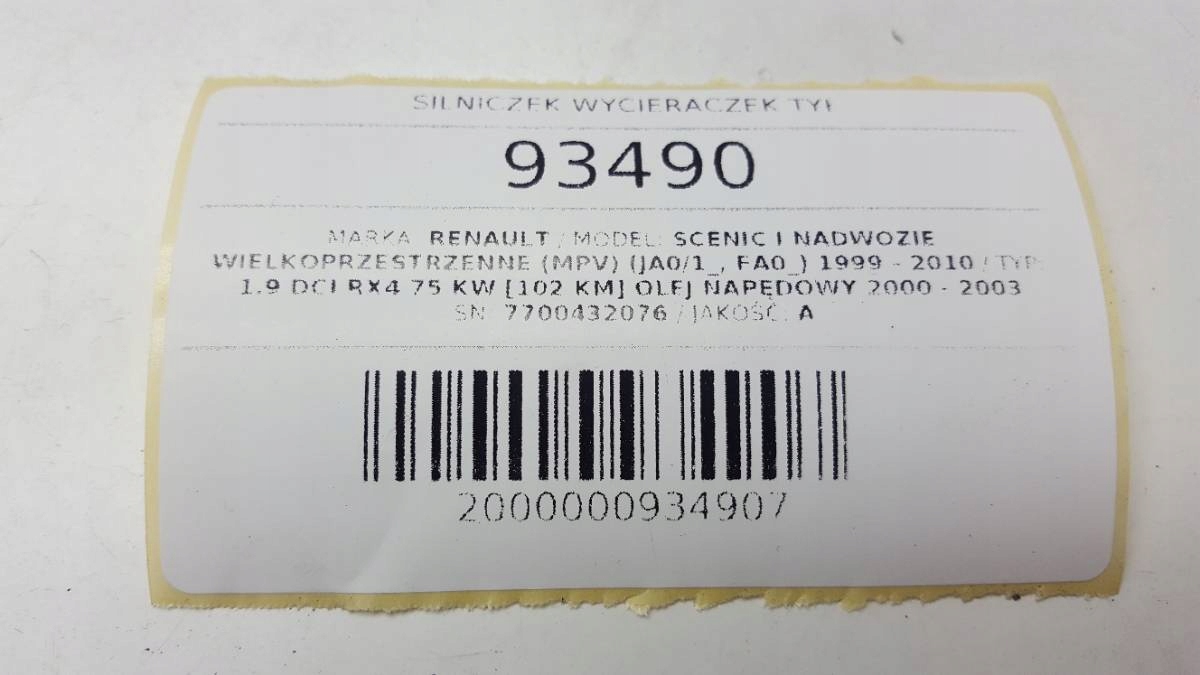 SILNICZEK WYCIERACZEK TYŁ
93490
MARKA: RENAULT / MODEL: SCENIC I NADWOZIE
WIELKOPRZESTRZENNE (MPV) (JA0/1_, FA0_) 1999 - 2010 / TYP:
1.9 DCI RX4 75 KW [102 KM] OLEJ NAPĘDOWY 2000 - 2003
SN: 7700432076 / JAKOŚĆ: A
2000000934907